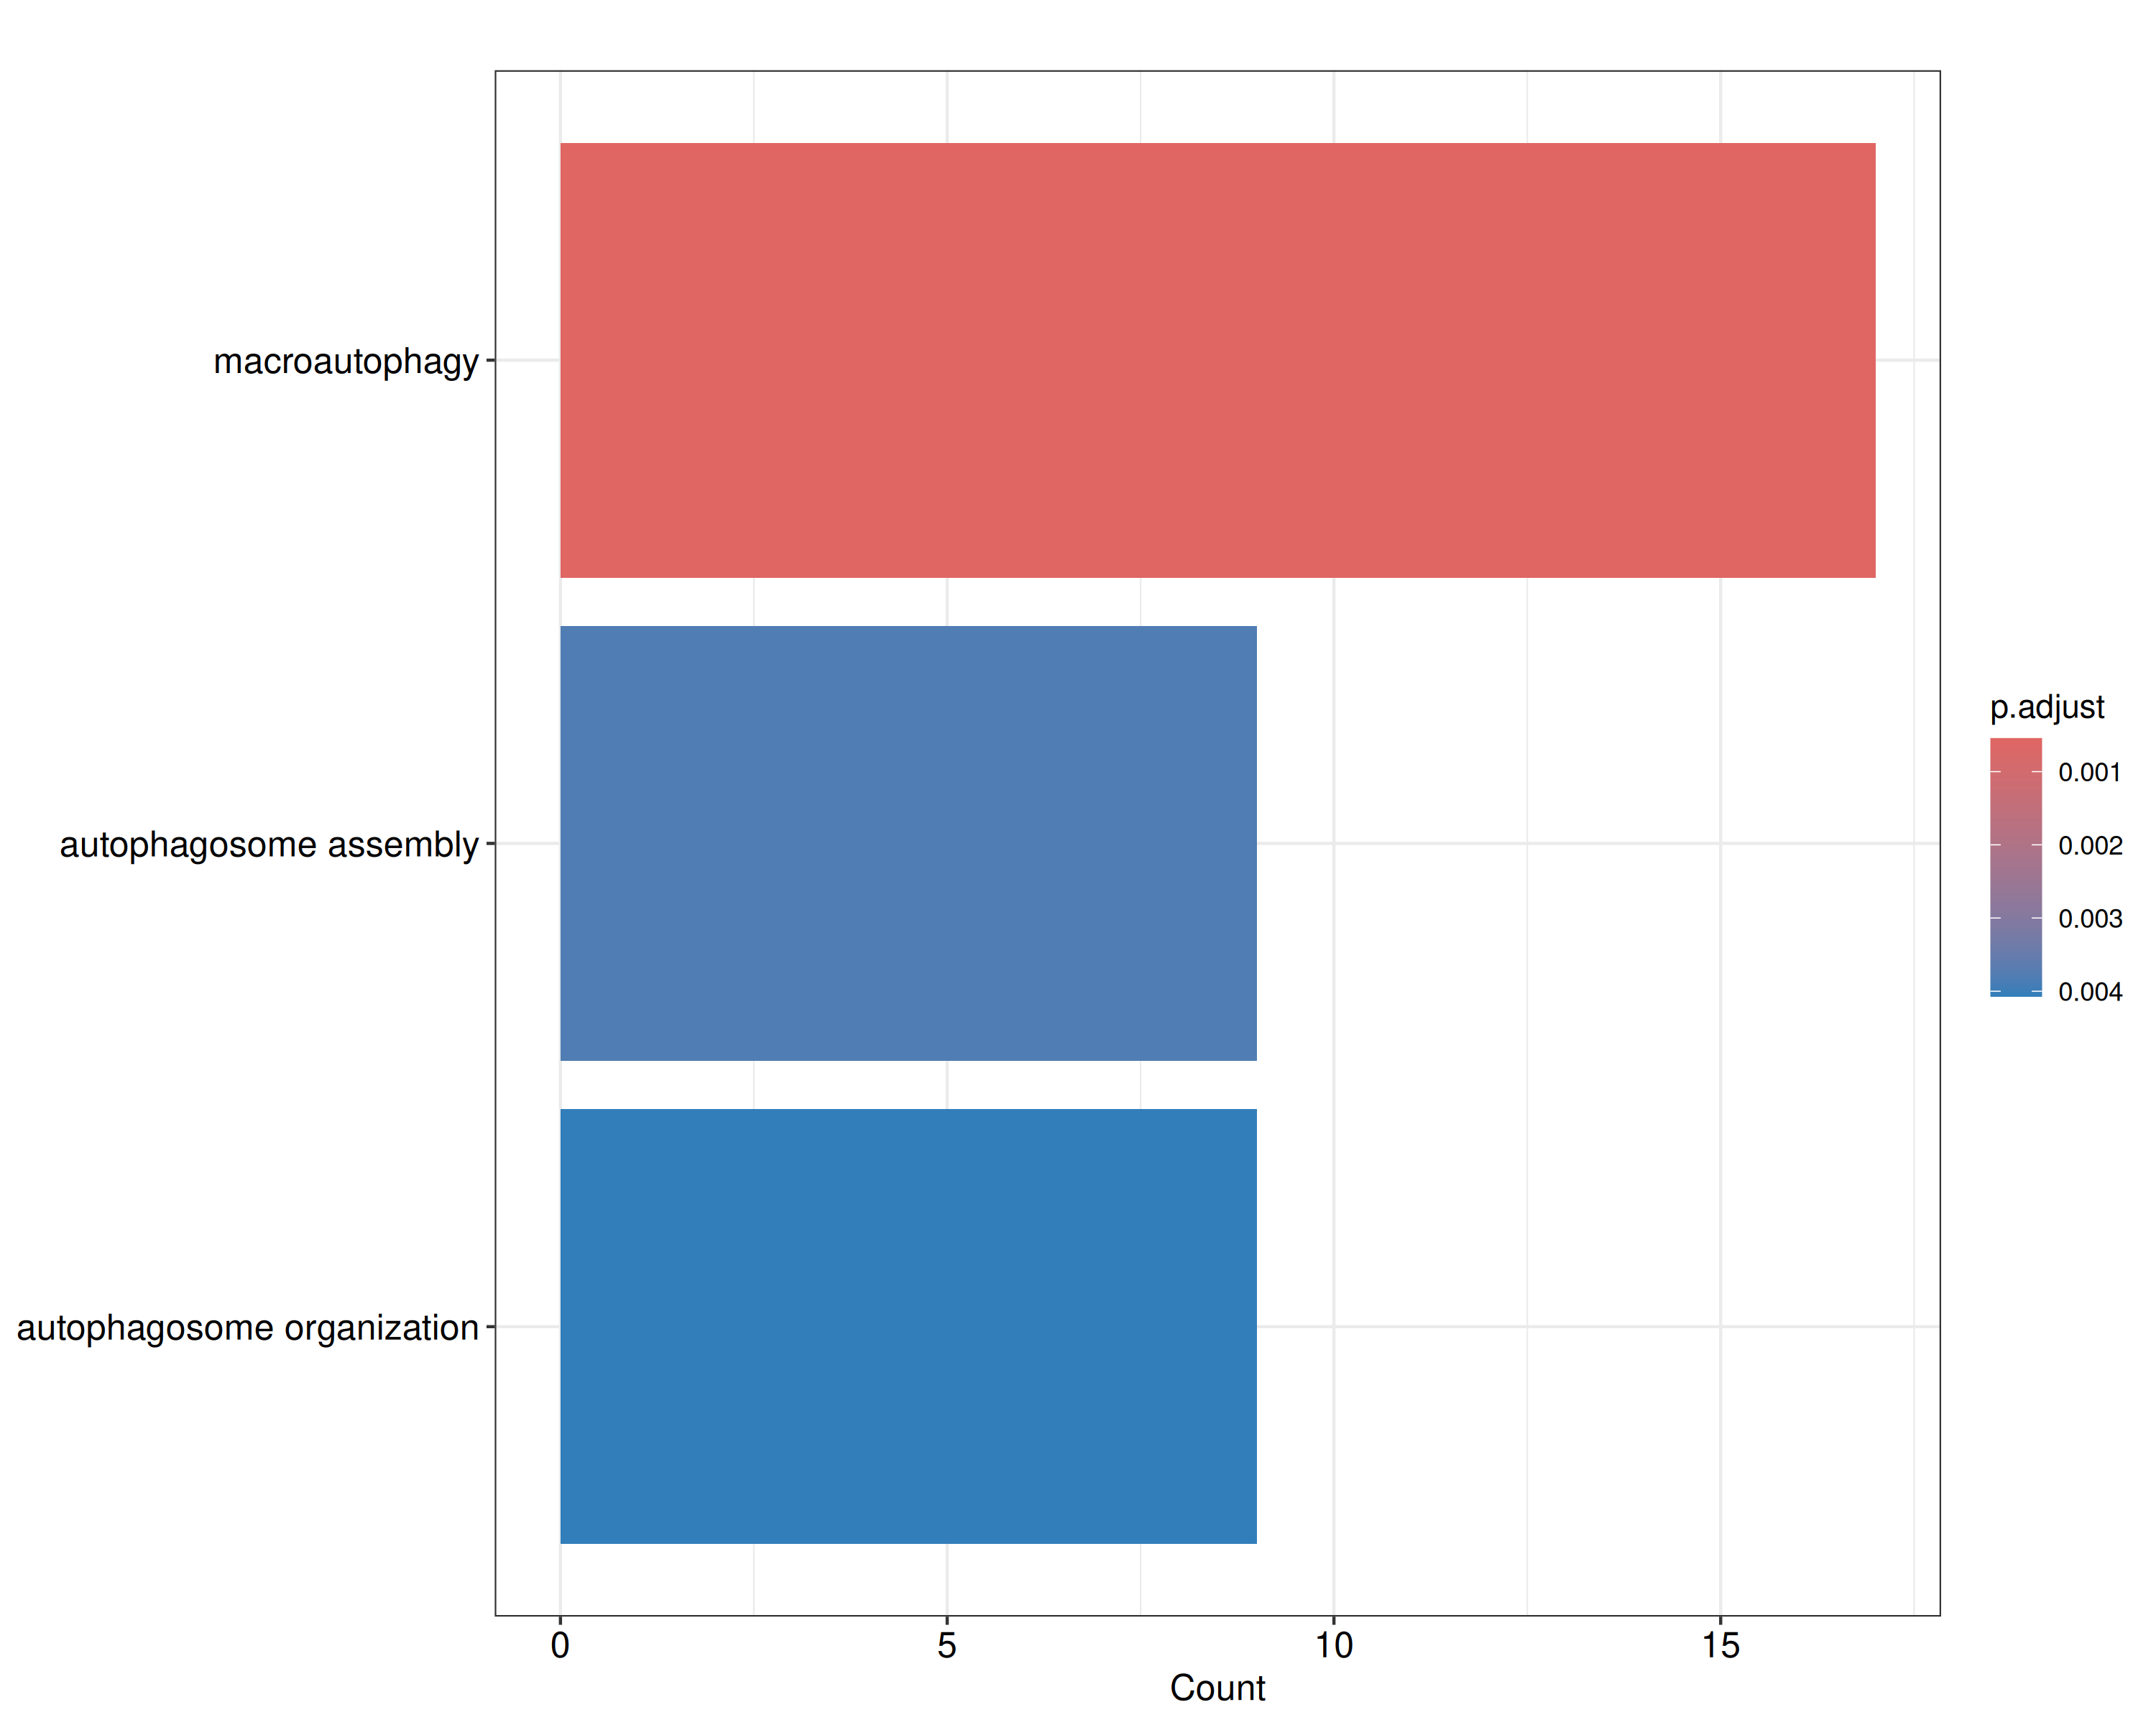 macroautophagy
autophagosome assembly
autophagosome organization
0 5 10 15
Count
p.adjust
0.001
0.002
0.003
0.004